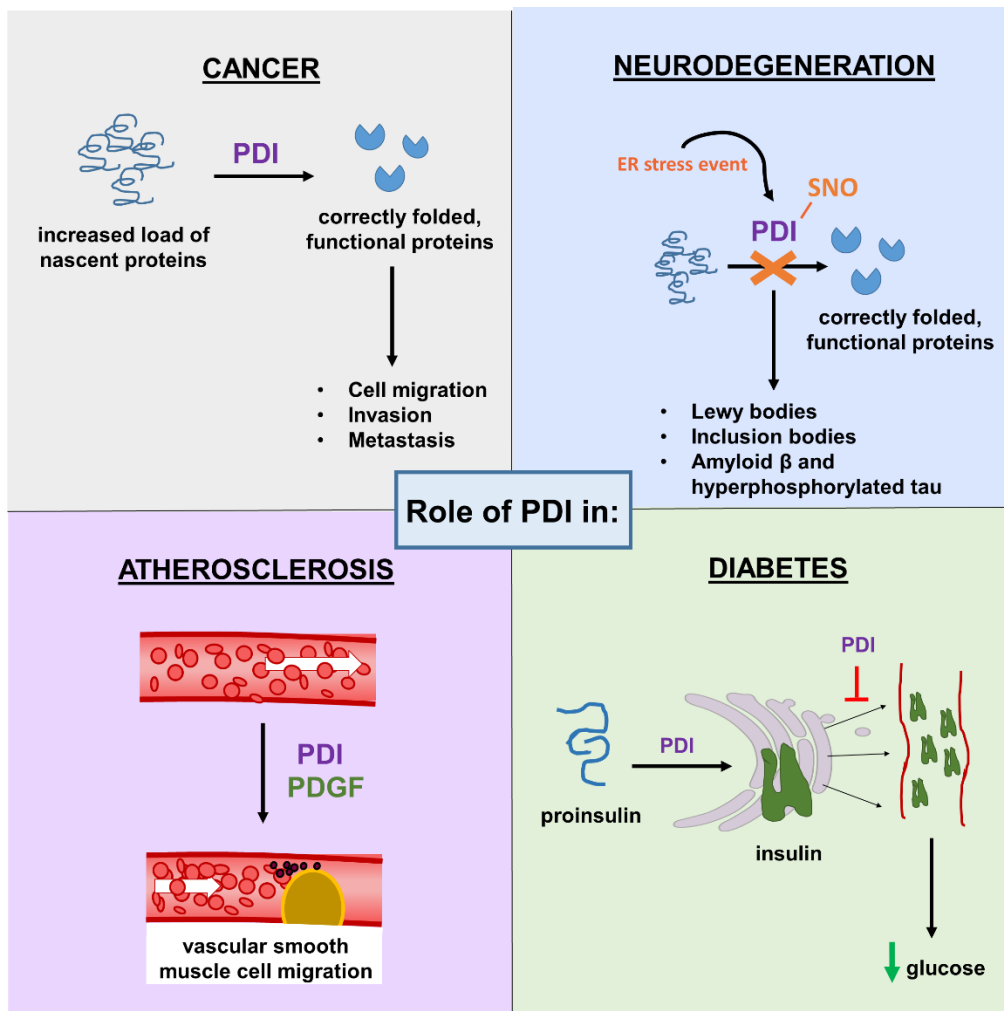 CANCER
PDI
increased load of
nascent proteins
correctly folded,
functional proteins
• Cell migration
• Invasion
• Metastasis
NEURODEGENERATION
ER stress event
SNO
PDI
correctly folded,
functional proteins
• Lewy bodies
• Inclusion bodies
• Amyloid β and
hyperphosphorylated tau
Role of PDI in:
ATHEROSCLEROSIS
PDI
PDGF
vascular smooth
muscle cell migration
DIABETES
PDI
PDI
proinsulin
insulin
glucose